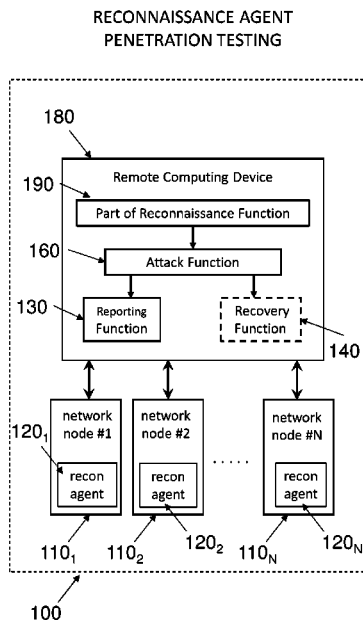 RECONNAISSANCE AGENT
PENETRATION TESTING
180
Remote Computing Device
190
Part of Reconnaissance Function
160
Attack Function
130
Reporting
Function
Recovery
Function
140
network
node #1
network
node #2
network
node #N
120₁
recon
agent
recon
agent
. . . . .
recon
agent
110₁
110₂
120₂
110N
120N
100